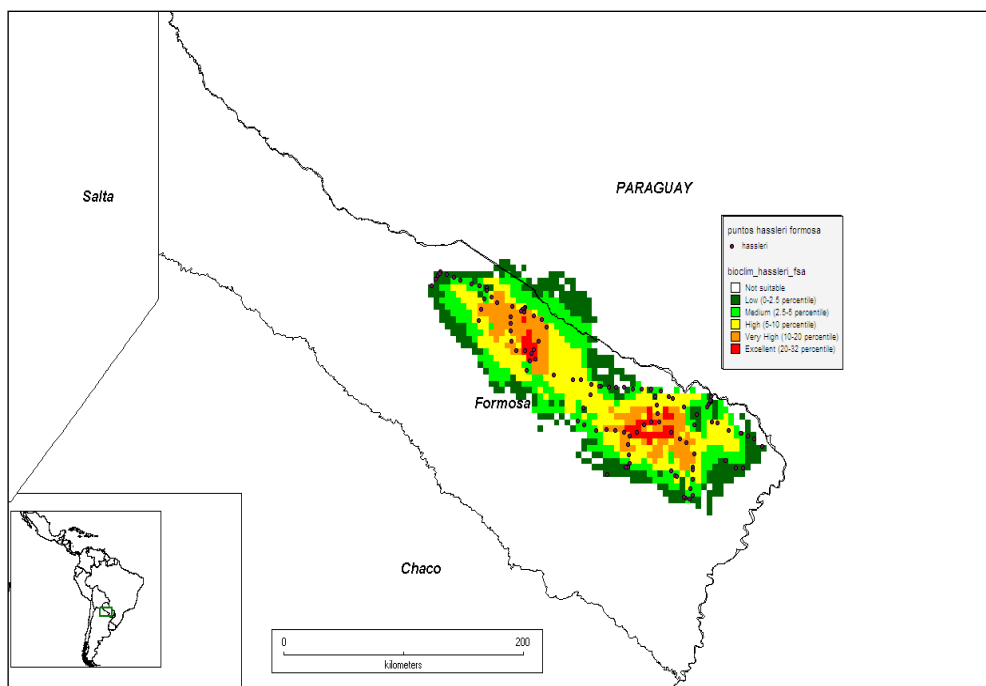 Salta
PARAGUAY
puntos hassleri formosa
hassleri
bioclim_hassleri_fsa
Not suitable
Low (0-2.5 percentile)
Medium (2.5-5 percentile)
High (5-10 percentile)
Very High (10-20 percentile)
Excellent (20-32 percentile)
Formosa
Chaco
0 200
kilometers